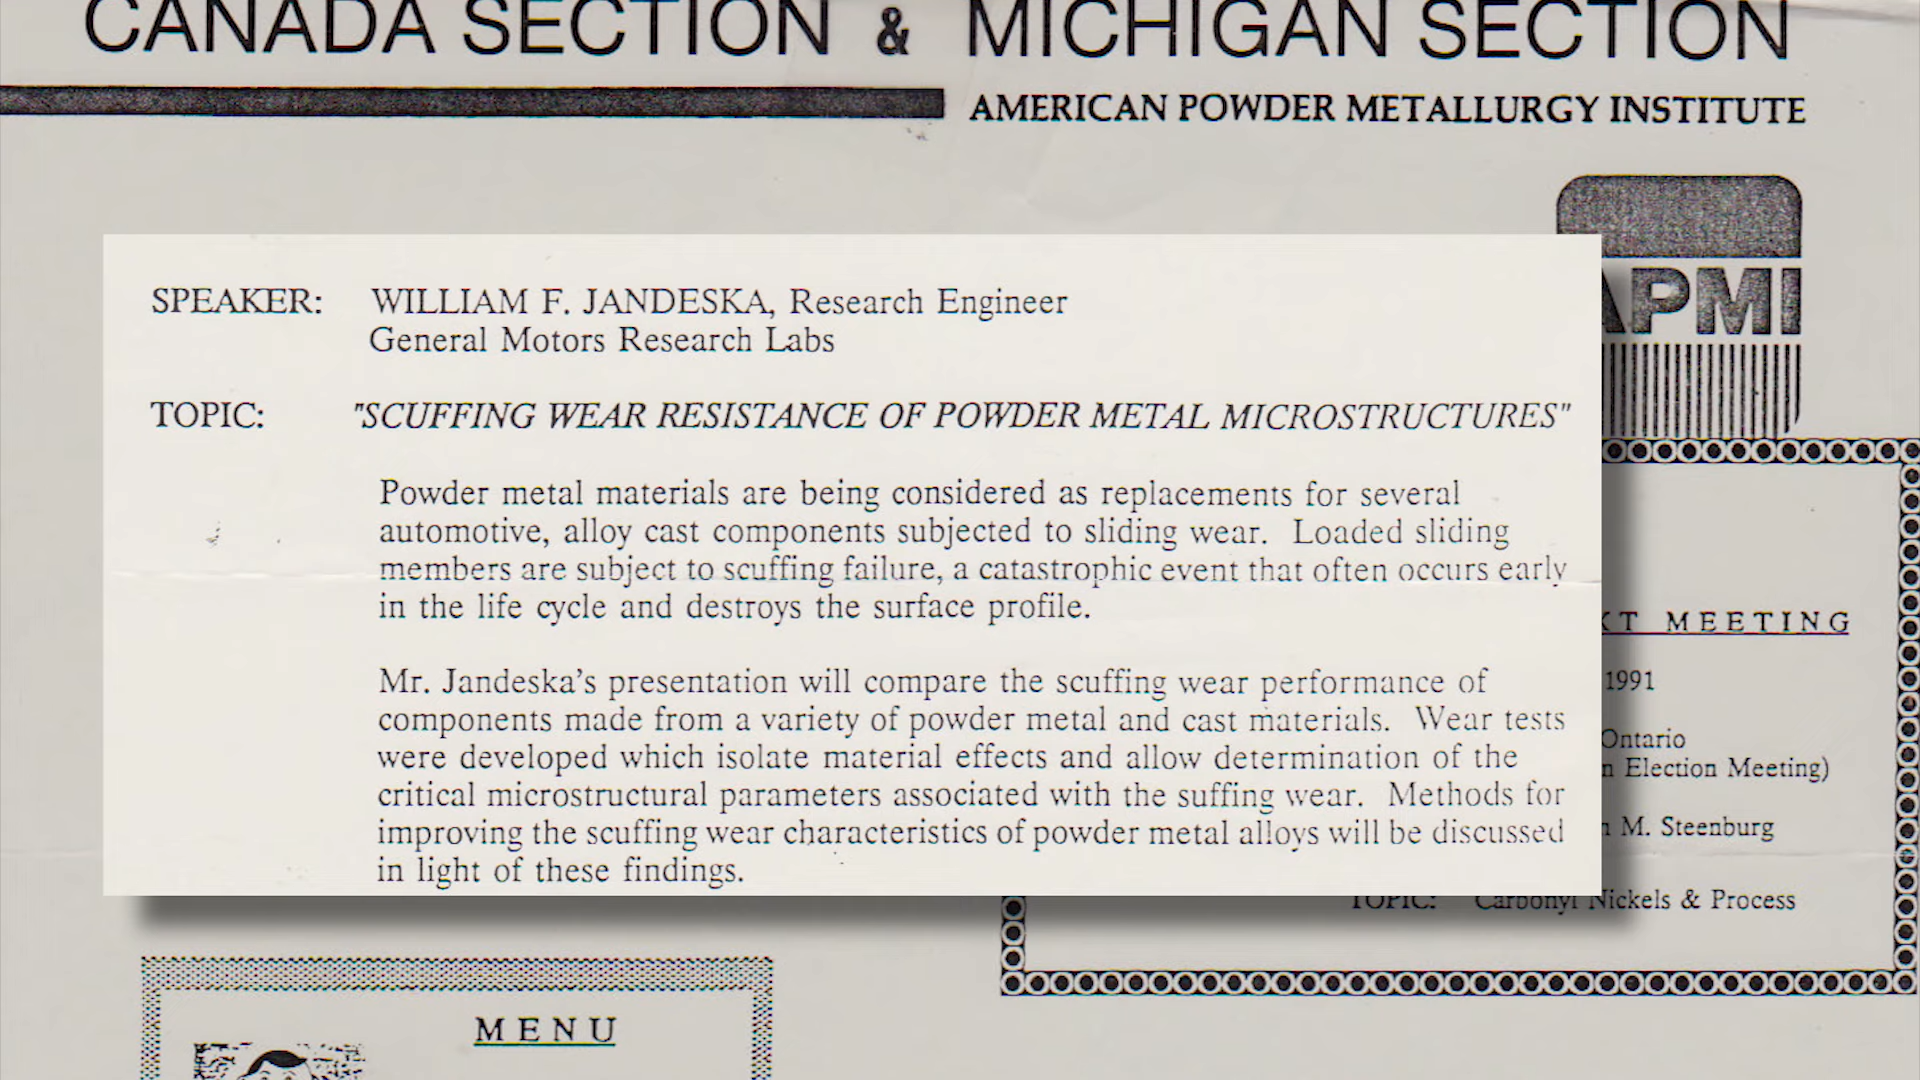 CANADA SECTION & MICHIGAN SECTION
AMERICAN POWDER METALLURGY INSTITUTE
APMI
SPEAKER: WILLIAM F. JANDESKA, Research Engineer
General Motors Research Labs
TOPIC: "SCUFFING WEAR RESISTANCE OF POWDER METAL MICROSTRUCTURES"
Powder metal materials are being considered as replacements for several
automotive, alloy cast components subjected to sliding wear. Loaded sliding
members are subject to scuffing failure, a catastrophic event that often occurs early
in the life cycle and destroys the surface profile.
Mr. Jandeska's presentation will compare the scuffing wear performance of
components made from a variety of powder metal and cast materials. Wear tests
were developed which isolate material effects and allow determination of the
critical microstructural parameters associated with the suffing wear. Methods for
improving the scuffing wear characteristics of powder metal alloys will be discussed
in light of these findings.
MEETING
1991
Ontario
Election Meeting)
M. Steenburg
TOPIC: Carbonyl Nickels & Process
MENU